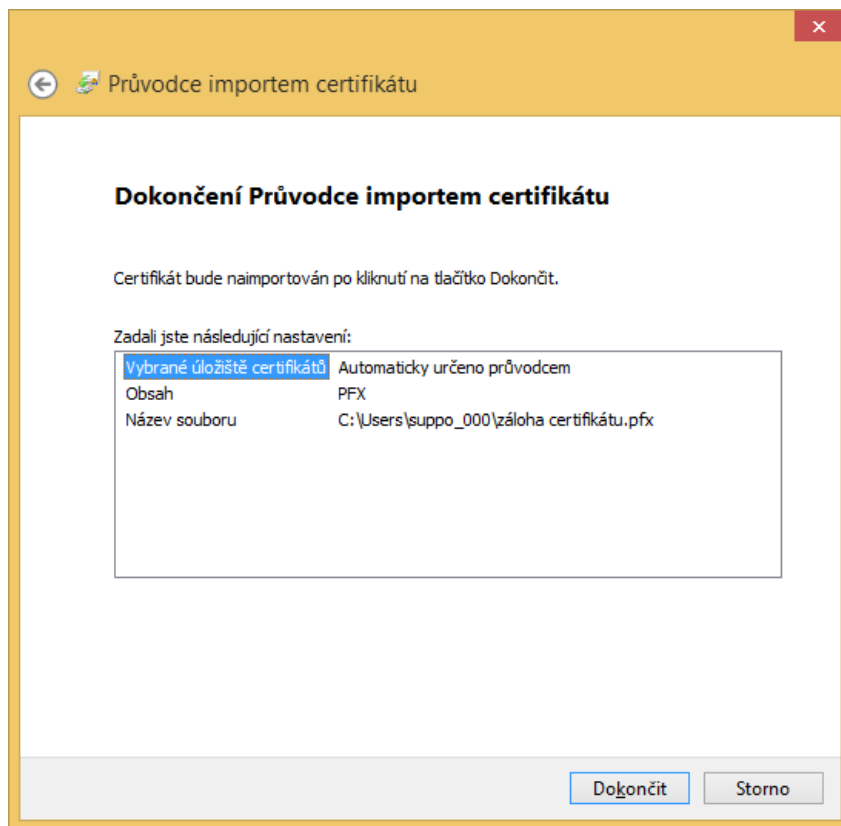 Průvodce importem certifikátu
Dokončení Průvodce importem certifikátu
Certifikát bude naimportován po kliknutí na tlačítko Dokončit.
Zadali jste následující nastavení:
Vybrané úložiště certifikátů Automaticky určeno průvodcem
Obsah PFX
Název souboru C:\Users\suppo_000\záloha certifikátu.pfx
Dokončit Storno